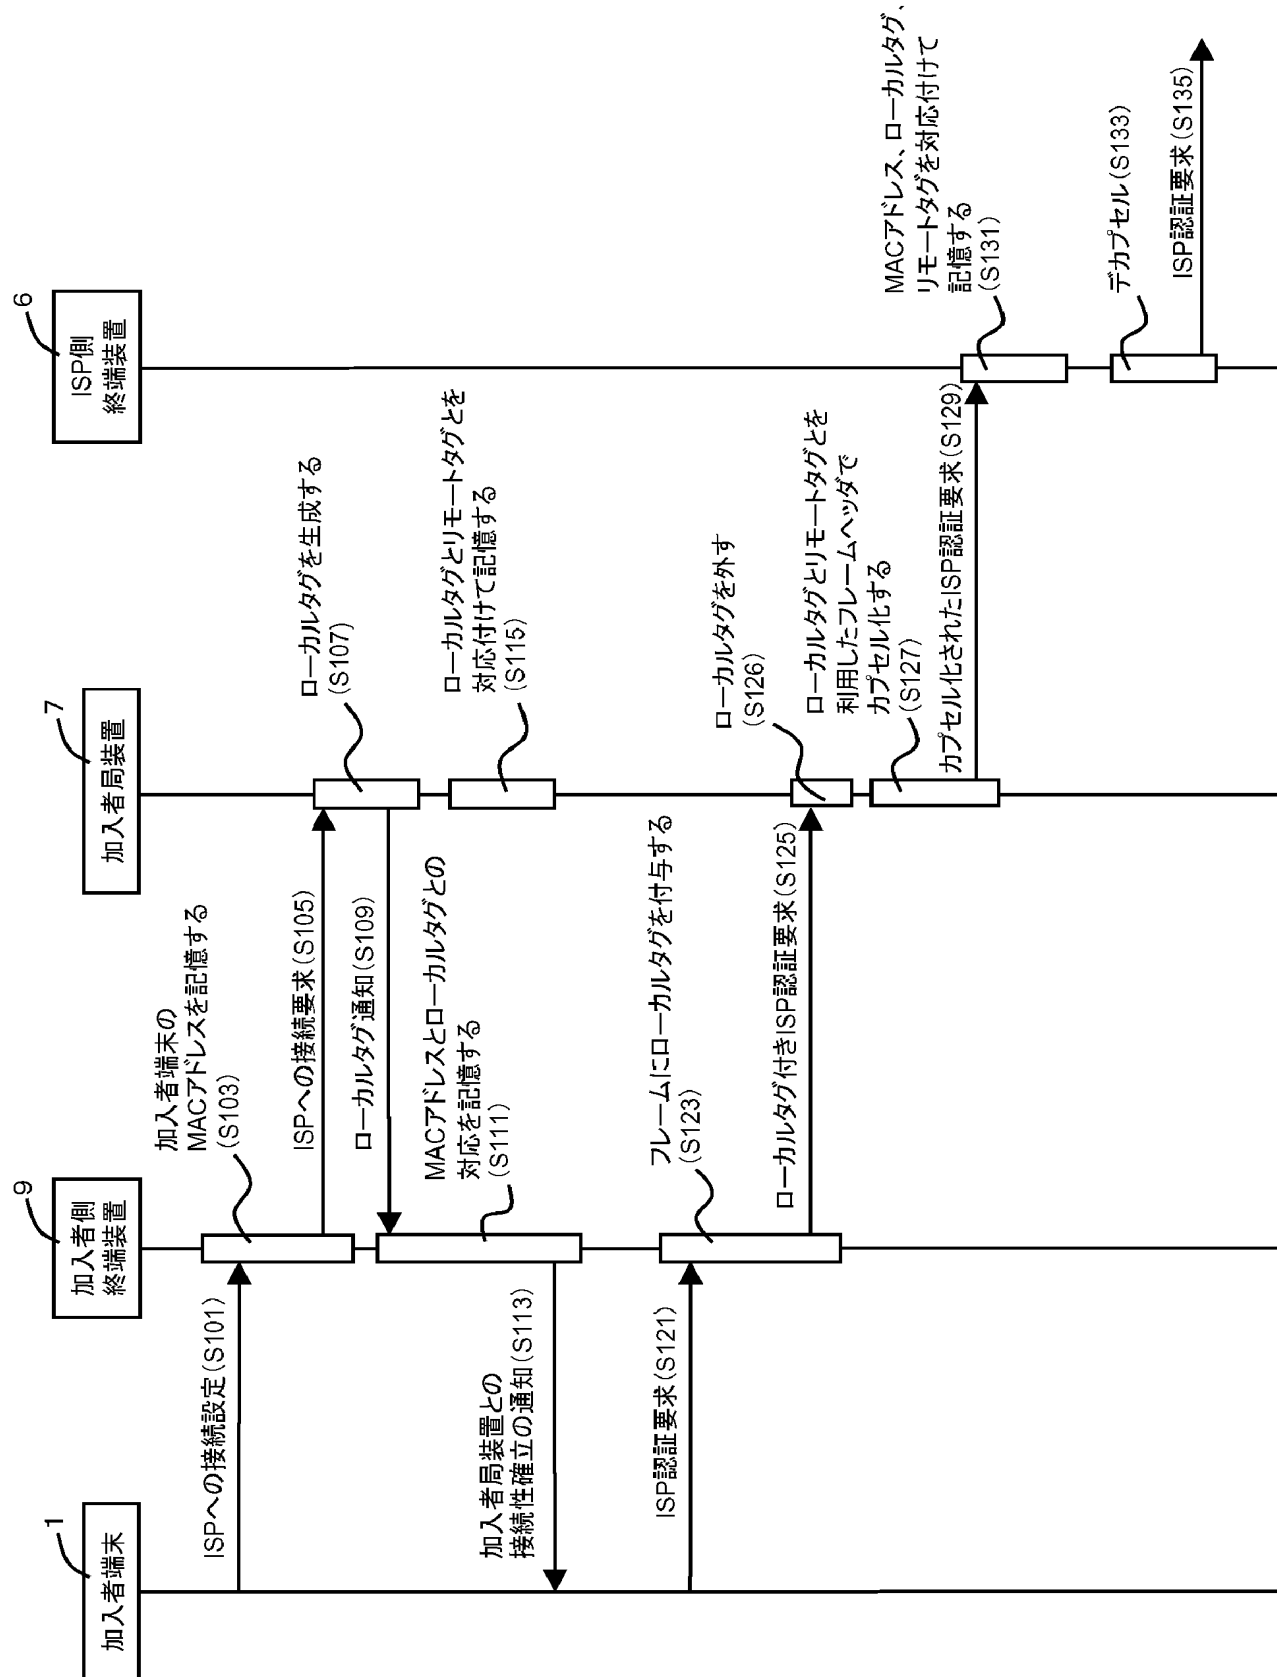 1
加入者端末
9
加入者側
終端装置
7
加入者局装置
6
ISP側
終端装置
ISPへの接続設定(S101)
加入者端末の
MACアドレスを記憶する
(S103)
ISPへの接続要求(S105)
ローカルタグを生成する
(S107)
ローカルタグ通知(S109)
MACアドレスとローカルタグとの
対応を記憶する
(S111)
加入者局装置との
接続性確立の通知(S113)
ローカルタグとリモートタグとを
対応付けて記憶する
(S115)
ISP認証要求(S121)
フレームにローカルタグを付与する
(S123)
ローカルタグ付きISP認証要求(S125)
ローカルタグを外す
(S126)
ローカルタグとリモートタグとを
利用したフレームヘッダで
カプセル化する
(S127)
カプセル化されたISP認証要求(S129)
MACアドレス、ローカルタグ、
リモートタグを対応付けて
記憶する
(S131)
デカプセル(S133)
ISP認証要求(S135)